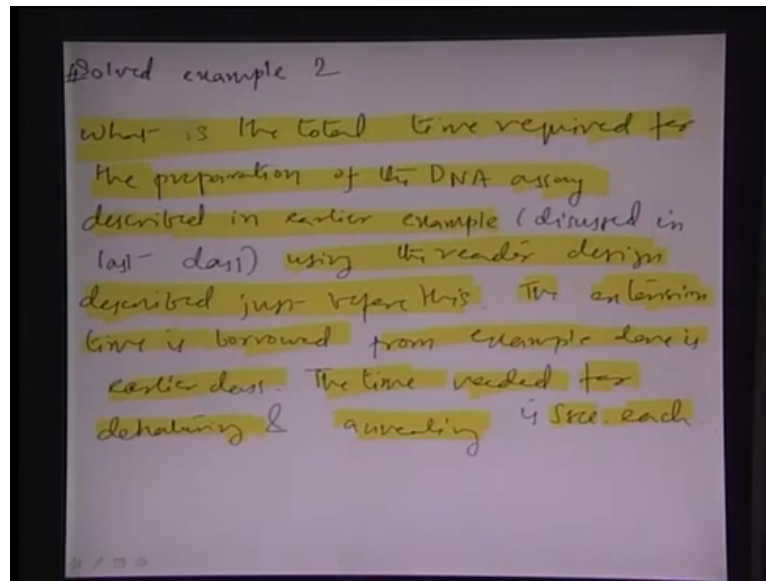 Solved example 2
What is the total time required for
the preparation of the DNA assay
described in earlier example (discussed in
last class) using the reader design
described just before this. The extension
time is borrowed from example done is
earlier class. The time needed for
denaturing & annealing is 5sec. each